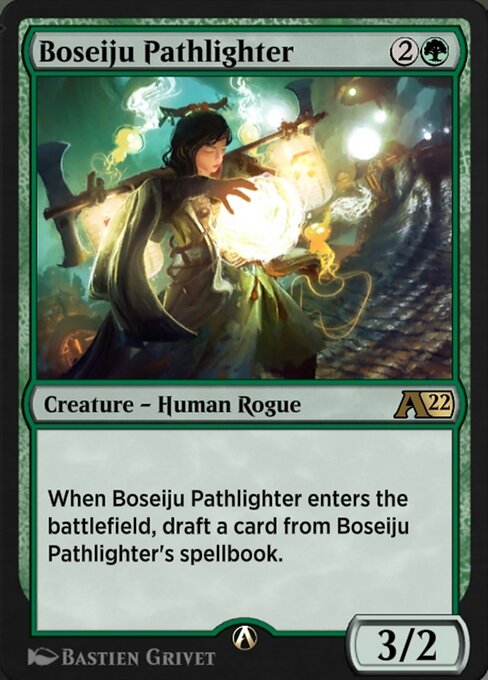 Boseiju Pathlighter 2
Creature – Human Rogue A22
When Boseiju Pathlighter enters the
battlefield, draft a card from Boseiju
Pathlighter's spellbook.
3/2
Bastien Grivet